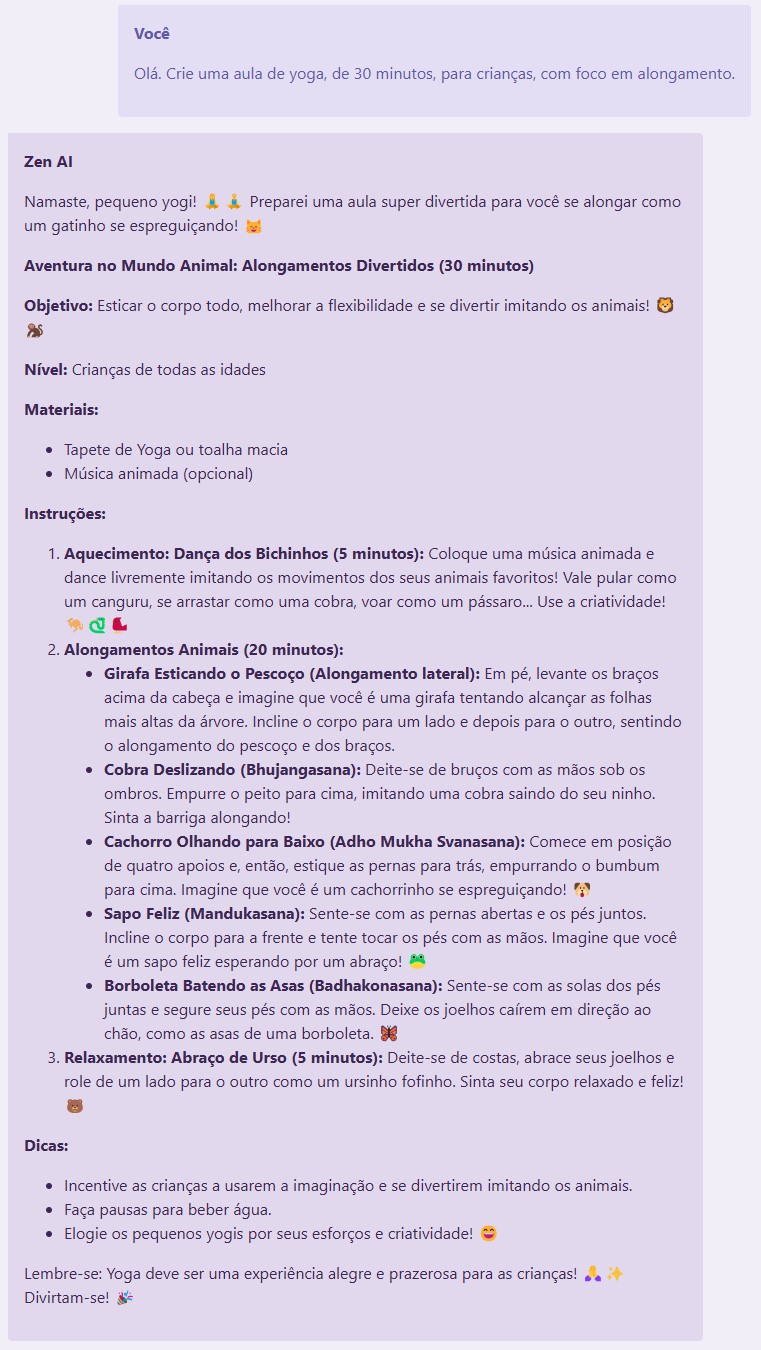 Você
Olá. Crie uma aula de yoga, de 30 minutos, para crianças, com foco em alongamento.
Zen AI
Namaste, pequeno yogi! 🙏 🧘 Preparei uma aula super divertida para você se alongar como
um gatinho se espreguiçando! 😺
Aventura no Mundo Animal: Alongamentos Divertidos (30 minutos)
Objetivo: Esticar o corpo todo, melhorar a flexibilidade e se divertir imitando os animais! 🦁
🐒
Nível: Crianças de todas as idades
Materiais:
• Tapete de Yoga ou toalha macia
• Música animada (opcional)
Instruções:
1. Aquecimento: Dança dos Bichinhos (5 minutos): Coloque uma música animada e
dance livremente imitando os movimentos dos seus animais favoritos! Vale pular como
um canguru, se arrastar como uma cobra, voar como um pássaro... Use a criatividade!
2. Alongamentos Animais (20 minutos):
• Girafa Esticando o Pescoço (Alongamento lateral): Em pé, levante os braços
acima da cabeça e imagine que você é uma girafa tentando alcançar as folhas
mais altas da árvore. Incline o corpo para um lado e depois para o outro, sentindo
o alongamento do pescoço e dos braços.
• Cobra Deslizando (Bhujangasana): Deite-se de bruços com as mãos sob os
ombros. Empurre o peito para cima, imitando uma cobra saindo do seu ninho.
Sinta a barriga alongando!
• Cachorro Olhando para Baixo (Adho Mukha Svanasana): Comece em posição
de quatro apoios e, então, estique as pernas para trás, empurrando o bumbum
para cima. Imagine que você é um cachorrinho se espreguiçando! 🐶
• Sapo Feliz (Mandukasana): Sente-se com as pernas abertas e os pés juntos.
Incline o corpo para a frente e tente tocar os pés com as mãos. Imagine que você
é um sapo feliz esperando por um abraço! 🐸
• Borboleta Batendo as Asas (Badhakonasana): Sente-se com as solas dos pés
juntas e segure seus pés com as mãos. Deixe os joelhos caírem em direção ao
chão, como as asas de uma borboleta. 🦋
3. Relaxamento: Abraço de Urso (5 minutos): Deite-se de costas, abrace seus joelhos e
role de um lado para o outro como um ursinho fofinho. Sinta seu corpo relaxado e feliz!
🐻
Dicas:
• Incentive as crianças a usarem a imaginação e se divertirem imitando os animais.
• Faça pausas para beber água.
• Elogie os pequenos yogis por seus esforços e criatividade! 😄
Lembre-se: Yoga deve ser uma experiência alegre e prazerosa para as crianças! 🙏 ✨
Divirtam-se! 🎉